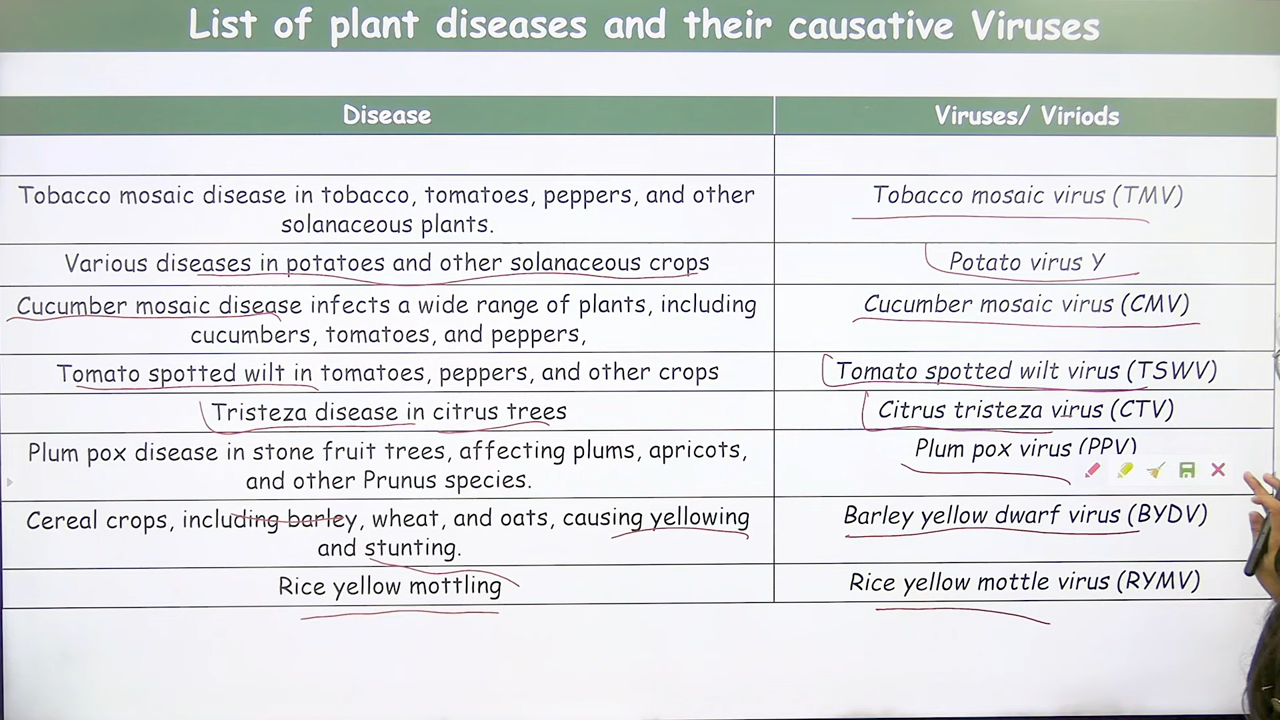 List of plant diseases and their causative Viruses
Disease
Viruses/ Viriods
Tobacco mosaic disease in tobacco, tomatoes, peppers, and other
solanaceous plants.
Tobacco mosaic virus (TMV)
Various diseases in potatoes and other solanaceous crops
Potato virus Y
Cucumber mosaic disease infects a wide range of plants, including
cucumbers, tomatoes, and peppers,
Cucumber mosaic virus (CMV)
Tomato spotted wilt in tomatoes, peppers, and other crops
Tomato spotted wilt virus (TSWV)
Tristeza disease in citrus trees
Citrus tristeza virus (CTV)
Plum pox disease in stone fruit trees, affecting plums, apricots,
and other Prunus species.
Plum pox virus (PPV)
Cereal crops, including barley, wheat, and oats, causing yellowing
and stunting.
Barley yellow dwarf virus (BYDV)
Rice yellow mottling
Rice yellow mottle virus (RYMV)